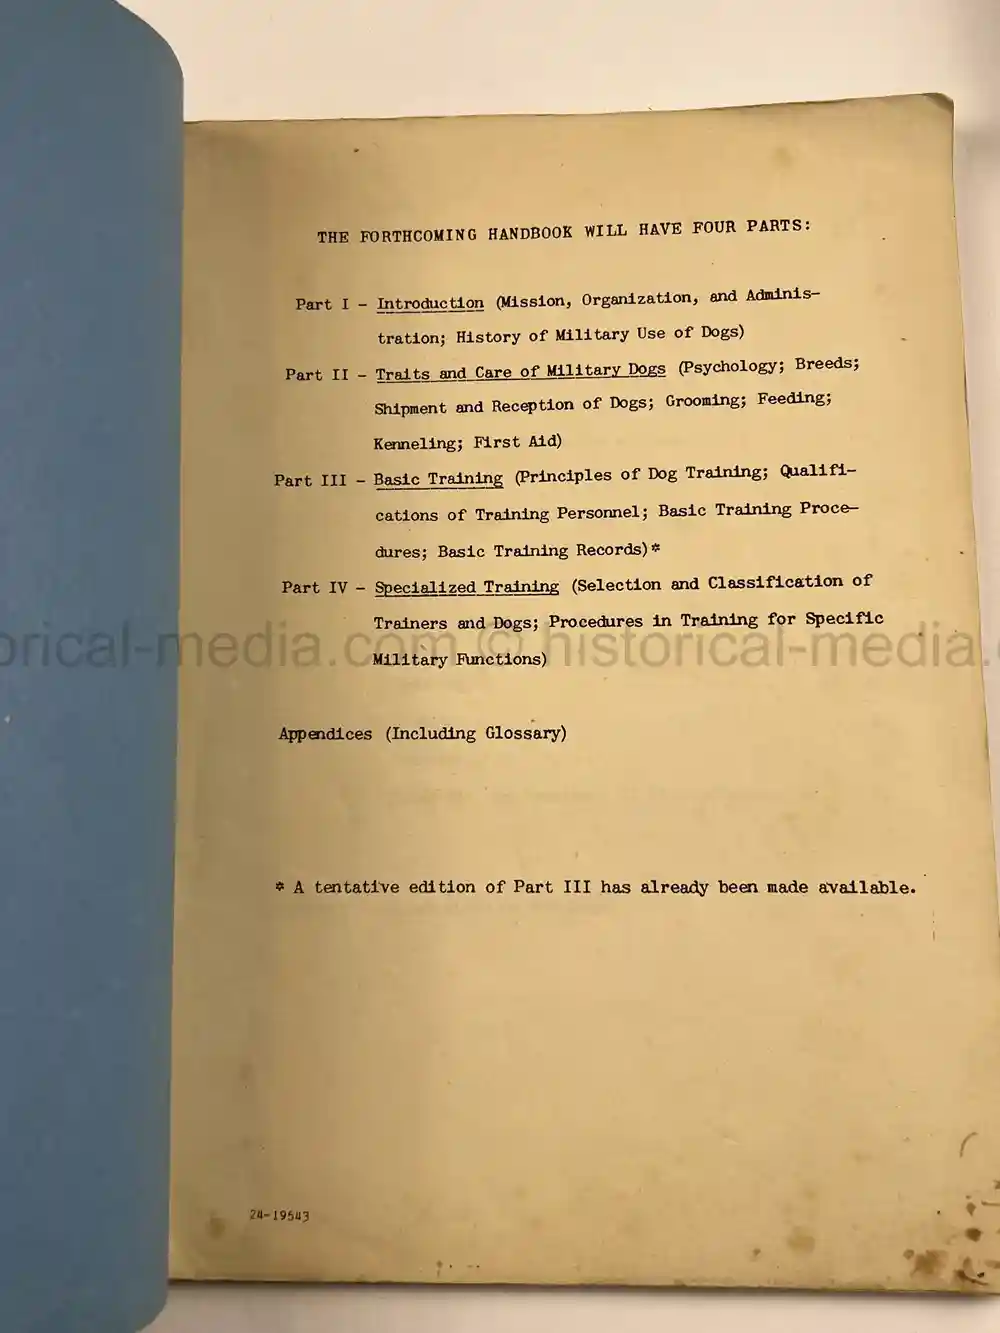 THE FORTHCOMING HANDBOOK WILL HAVE FOUR PARTS:
Part I - Introduction (Mission, Organization, and Adminis-
tration; History of Military Use of Dogs)
Part II - Traits and Care of Military Dogs (Psychology; Breeds;
Shipment and Reception of Dogs; Grooming; Feeding;
Kenneling; First Aid)
Part III - Basic Training (Principles of Dog Training; Qualifi-
cations of Training Personnel; Basic Training Proce-
dures; Basic Training Records)*
Part IV - Specialized Training (Selection and Classification of
Trainers and Dogs; Procedures in Training for Specific
orical-media.com © historical-media.
Military Functions)
Appendices (Including Glossary)
* A tentative edition of Part III has already been made available.
24-19543